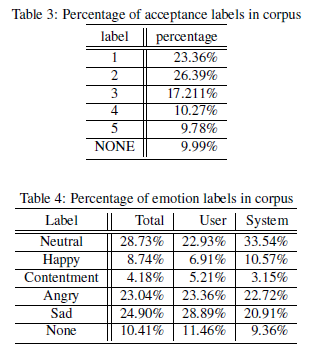 Table 3: Percentage of acceptance labels in corpus
label percentage
1 23.36%
2 26.39%
3 17.211%
4 10.27%
5 9.78%
NONE 9.99%
Table 4: Percentage of emotion labels in corpus
Label Total User System
Neutral 28.73% 22.93% 33.54%
Happy 8.74% 6.91% 10.57%
Contentment 4.18% 5.21% 3.15%
Angry 23.04% 23.36% 22.72%
Sad 24.90% 28.89% 20.91%
None 10.41% 11.46% 9.36%